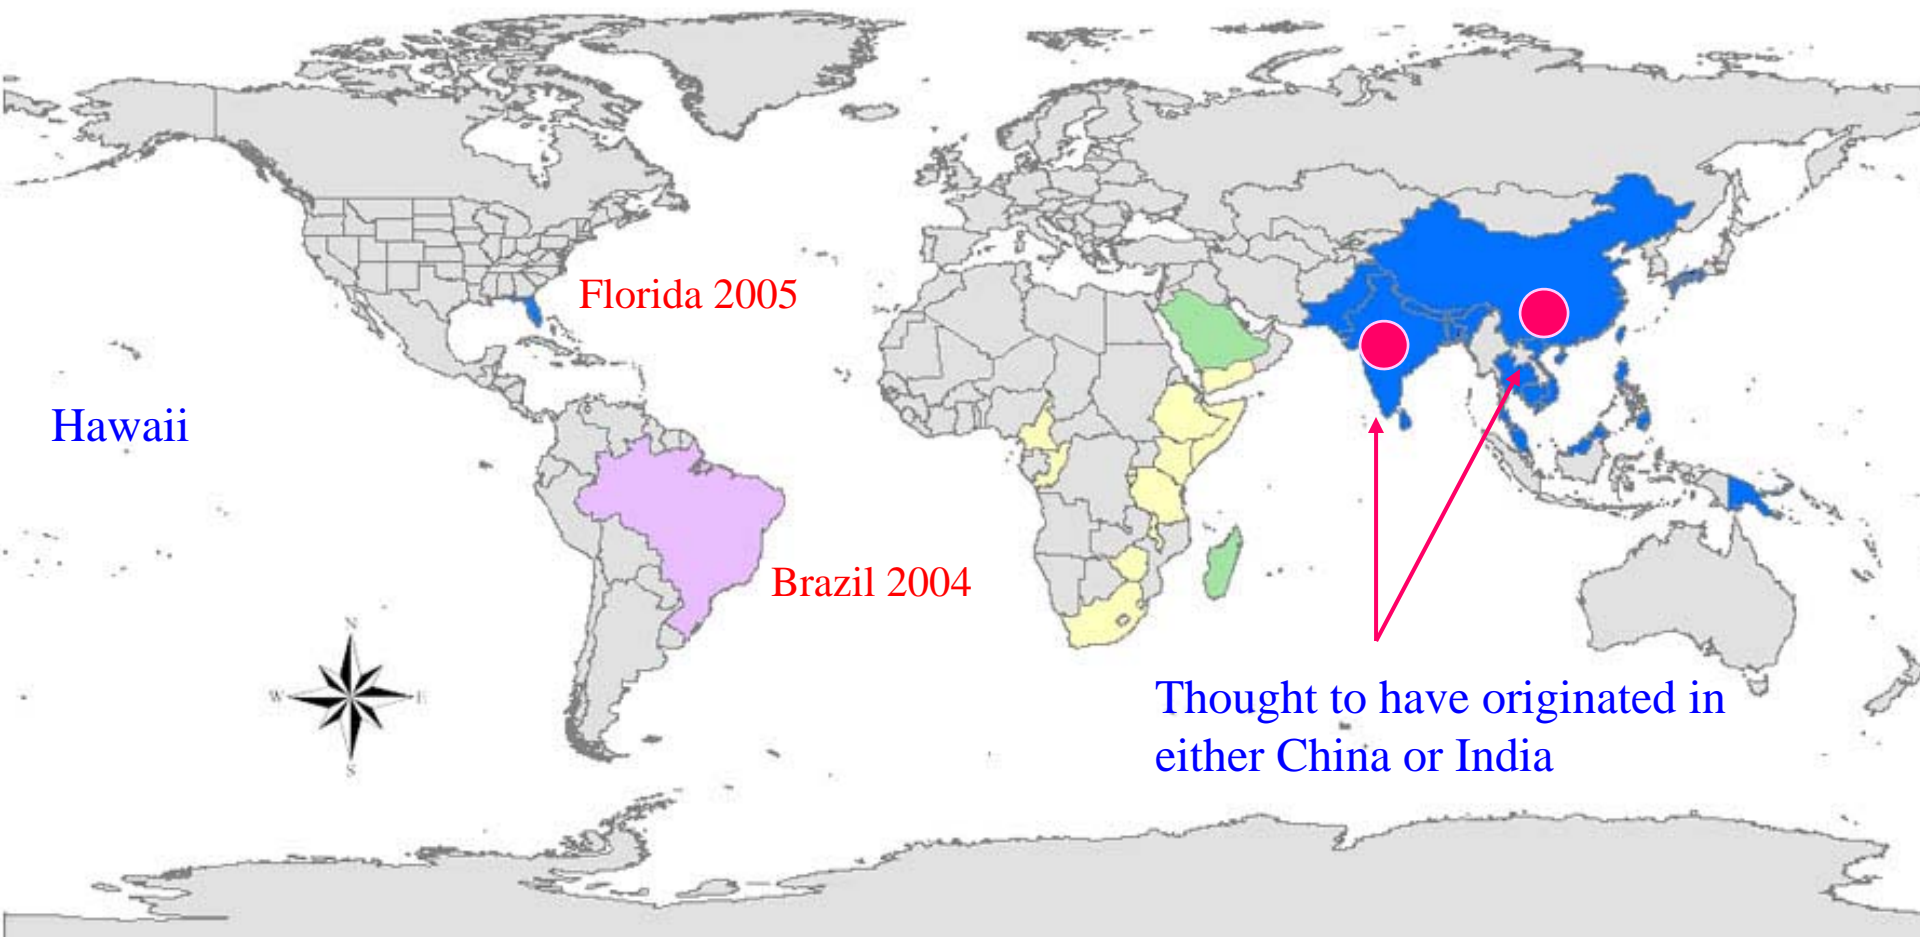 Florida 2005
Hawaii
Brazil 2004
N
W
E
S
Thought to have originated in
either China or India